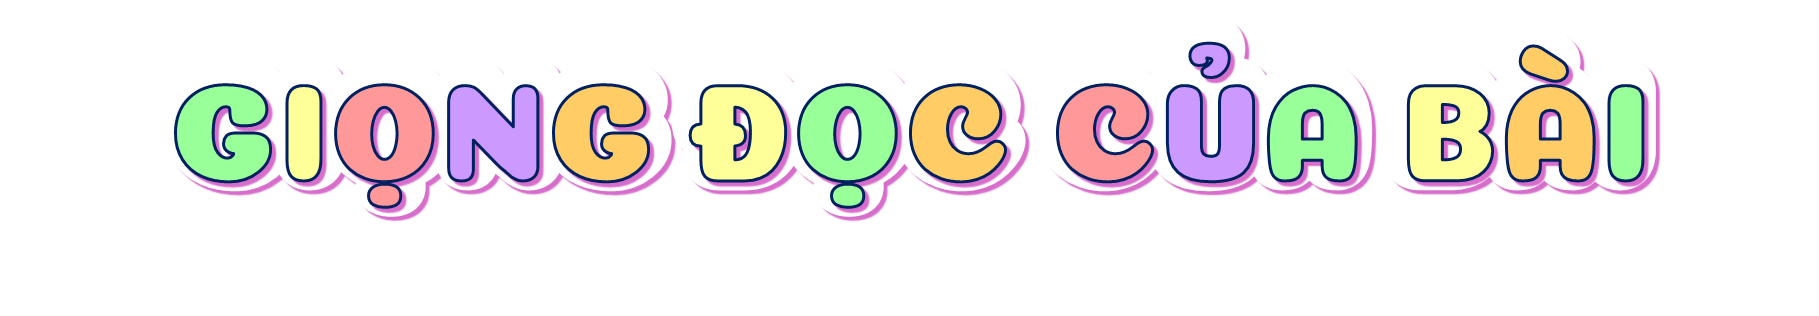 GIỌNG ĐỌC CỦA BÀI